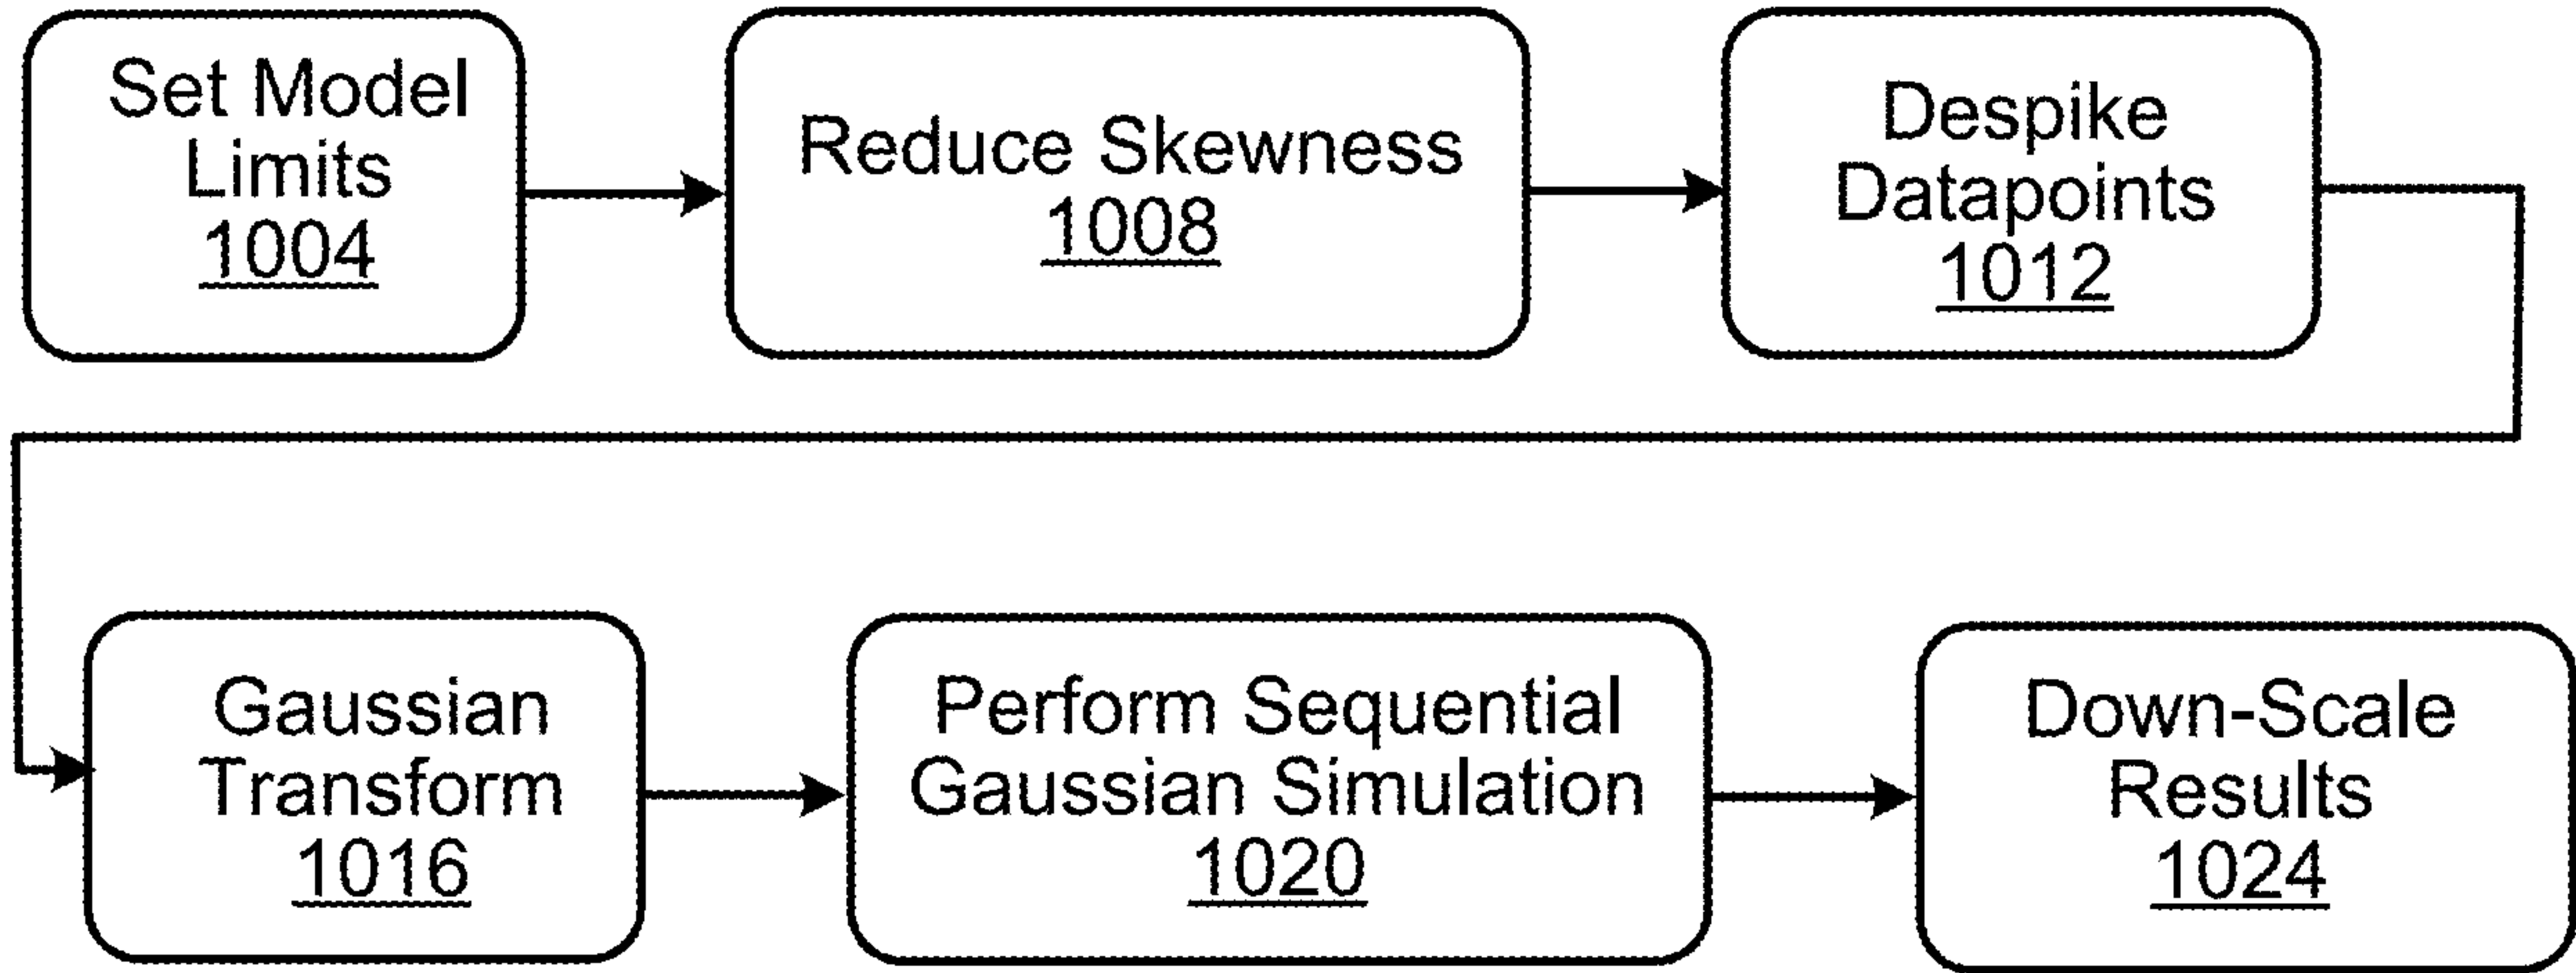 Set Model
Limits
1004
Reduce Skewness
1008
Despike
Datapoints
1012
Gaussian
Transform
1016
Perform Sequential
Gaussian Simulation
1020
Down-Scale
Results
1024